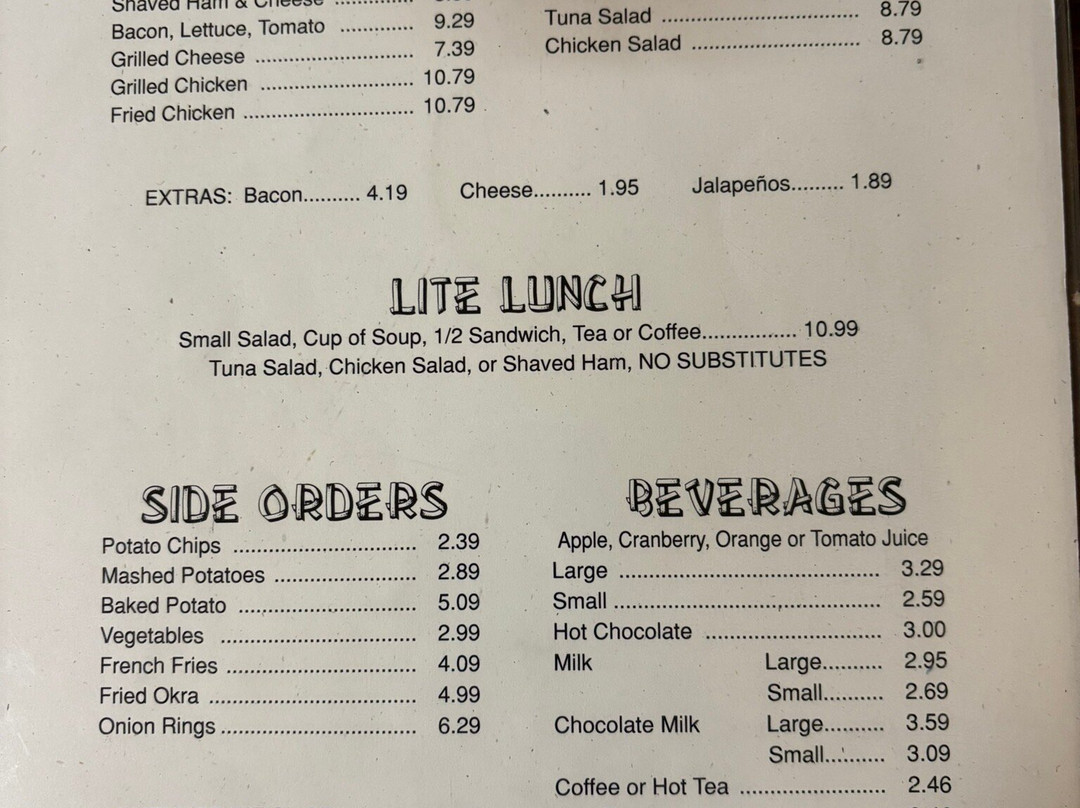 Shaved Ham & Cheese ..............
Bacon, Lettuce, Tomato ............. 9.29
Grilled Cheese ............................ 7.39
Grilled Chicken ........................... 10.79
Fried Chicken .............................. 10.79
Tuna Salad ................................... 8.79
Chicken Salad .............................. 8.79
EXTRAS: Bacon.......... 4.19 Cheese.......... 1.95 Jalapeños......... 1.89
LITE LUNCH
Small Salad, Cup of Soup, 1/2 Sandwich, Tea or Coffee................ 10.99
Tuna Salad, Chicken Salad, or Shaved Ham, NO SUBSTITUTES
SIDE ORDERS
Potato Chips ................................ 2.39
Mashed Potatoes ........................ 2.89
Baked Potato .............................. 5.09
Vegetables ................................. 2.99
French Fries ................................ 4.09
Fried Okra ................................... 4.99
Onion Rings ................................. 6.29
BEVERAGES
Apple, Cranberry, Orange or Tomato Juice
Large ............................................ 3.29
Small ............................................. 2.59
Hot Chocolate .............................. 3.00
Milk Large.......... 2.95
Small.......... 2.69
Chocolate Milk Large.......... 3.59
Small.......... 3.09
Coffee or Hot Tea ........................ 2.46